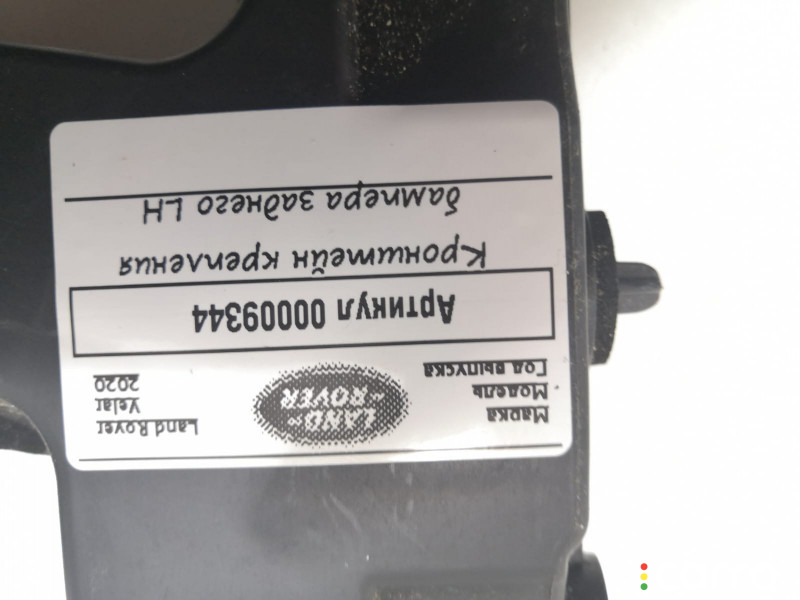 Марка Land Rover
Модель Velar
Год выпуска 2020
LAND
ROVER
Артикул 00009344
Кронштейн крепления
бампера заднего LH